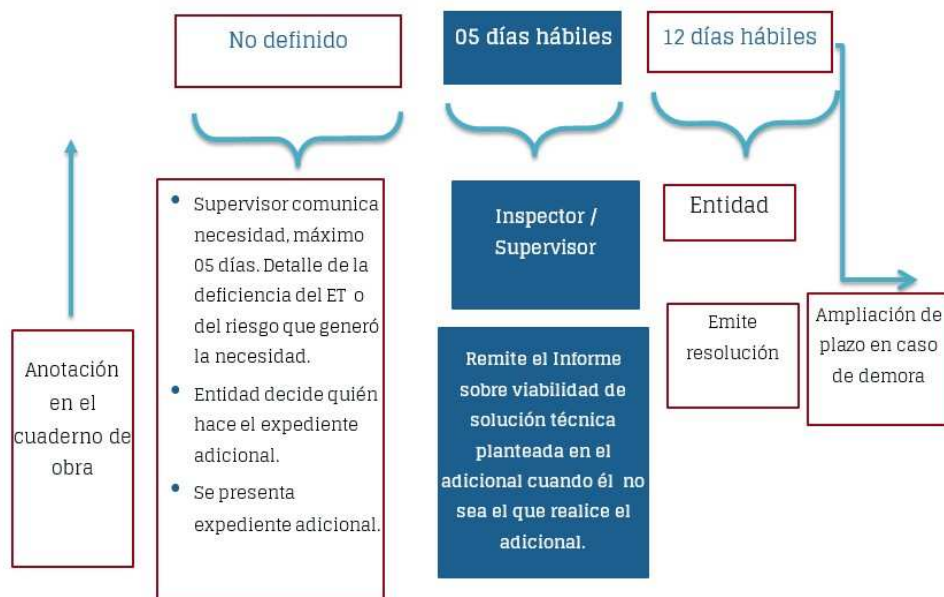 No definido
05 días hábiles
12 días hábiles
Anotación
en el
cuaderno de
obra
• Supervisor comunica
necesidad, máximo
05 días. Detalle de la
deficiencia del ET o
del riesgo que generó
la necesidad.
• Entidad decide quién
hace el expediente
adicional.
• Se presenta
expediente adicional.
Inspector /
Supervisor
Remite el Informe
sobre viabilidad de
solución técnica
planteada en el
adicional cuando él no
sea el que realice el
adicional.
Entidad
Emite
resolución
Ampliación de
plazo en caso
de demora